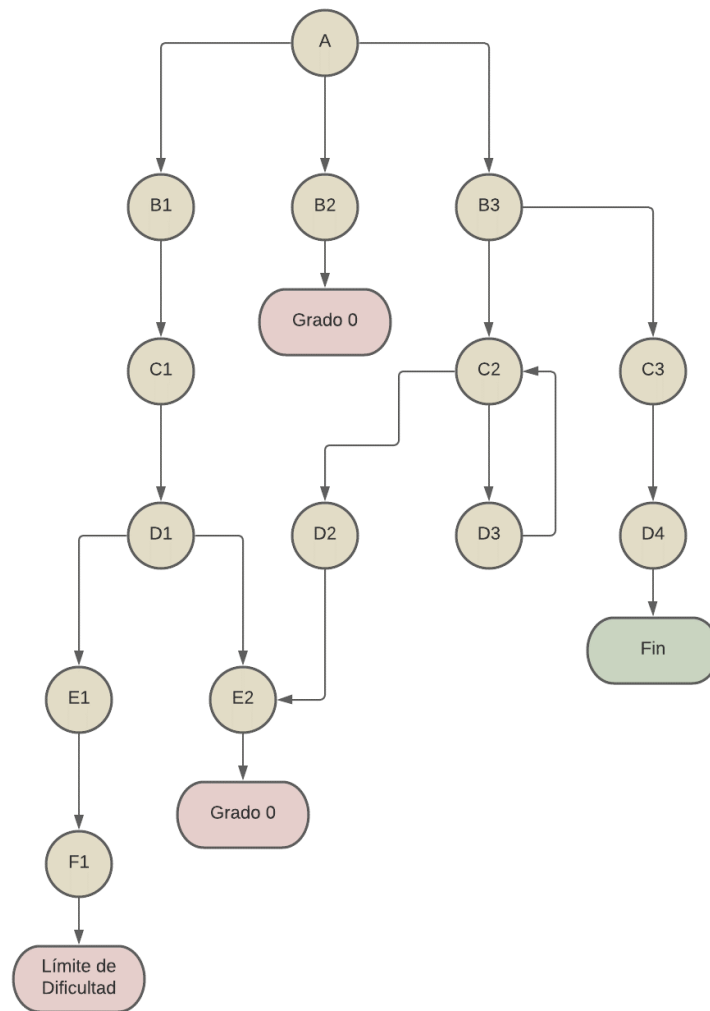 A
B1
B2
B3
Grado 0
C1
C2
C3
D1
D2
D3
D4
Fin
E1
E2
Grado 0
F1
Límite de
Dificultad